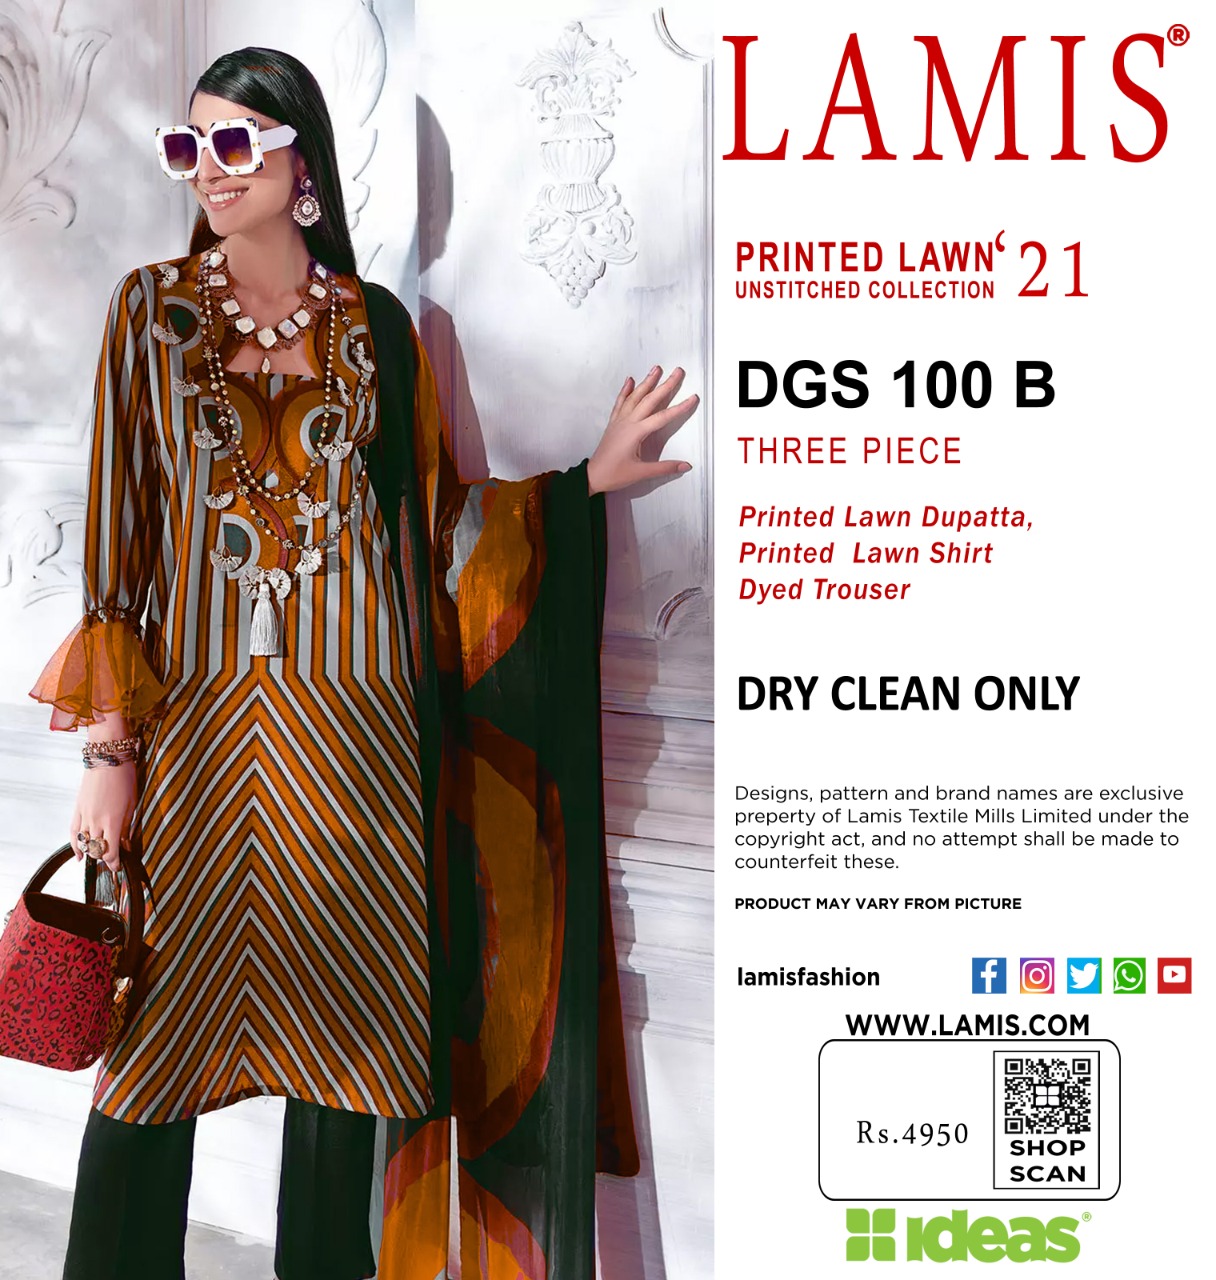 LAMIS®
PRINTED LAWN‘ 21
UNSTITCHED COLLECTION
DGS 100 B
THREE PIECE
Printed Lawn Dupatta,
Printed Lawn Shirt
Dyed Trouser
DRY CLEAN ONLY
Designs, pattern and brand names are exclusive
preperty of Lamis Textile Mills Limited under the
copyright act, and no attempt shall be made to
counterfeit these.
PRODUCT MAY VARY FROM PICTURE
lamisfashion
WWW.LAMIS.COM
Rs.4950
SHOP
SCAN
ideas®